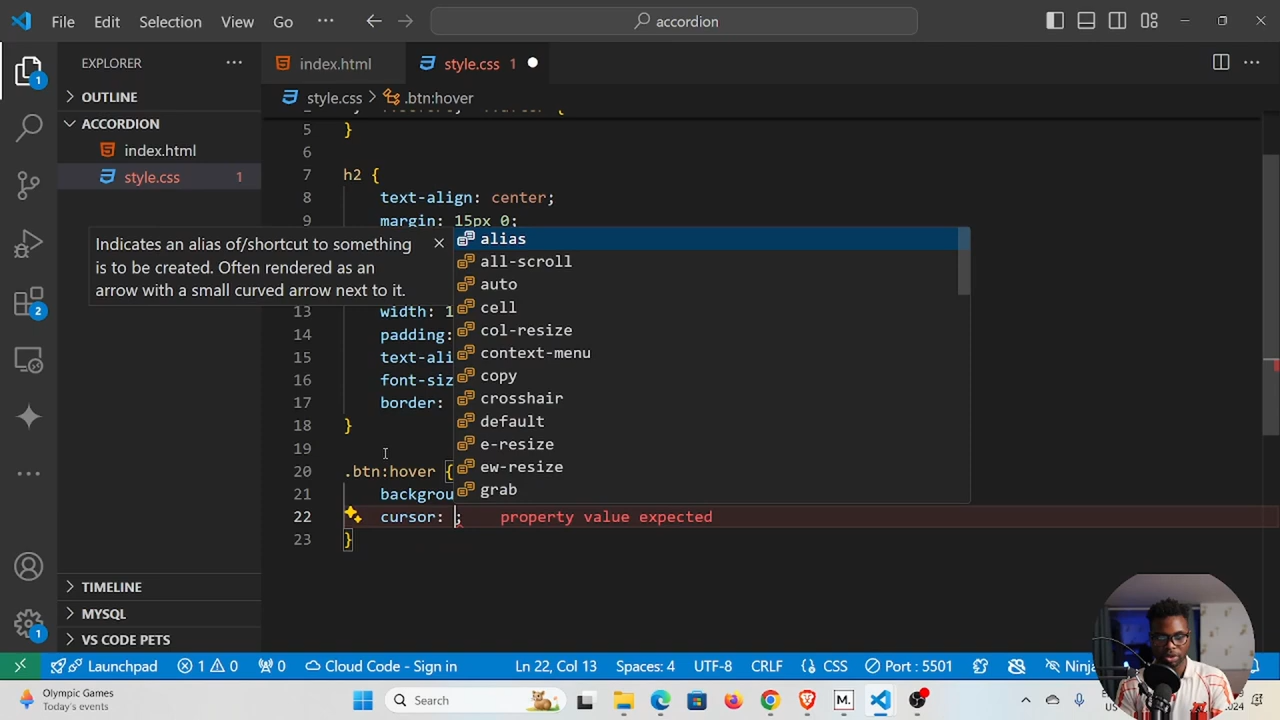 File Edit Selection View Go ··· accordion
EXPLORER ···
index.html style.css 1
OUTLINE
style.css > .btn:hover
ACCORDION
index.html
style.css 1
5 }
6
7 h2 {
8 text-align: center;
9 margin: 15px 0;
Indicates an alias of/shortcut to something
is to be created. Often rendered as an
arrow with a small curved arrow next to it.
alias
all-scroll
auto
cell
col-resize
context-menu
copy
crosshair
default
e-resize
ew-resize
grab
13 width: 1
14 padding:
15 text-ali
16 font-siz
17 border:
18 }
19
20 .btn:hover {
21 backgrou
22 cursor: ; property value expected
23 }
1
2
1
TIMELINE
MYSQL
VS CODE PETS
Launchpad 1 0 0 Cloud Code - Sign in Ln 22, Col 13 Spaces: 4 UTF-8 CRLF CSS Port : 5501 Ninja
Olympic Games
Today's events
Search
M.